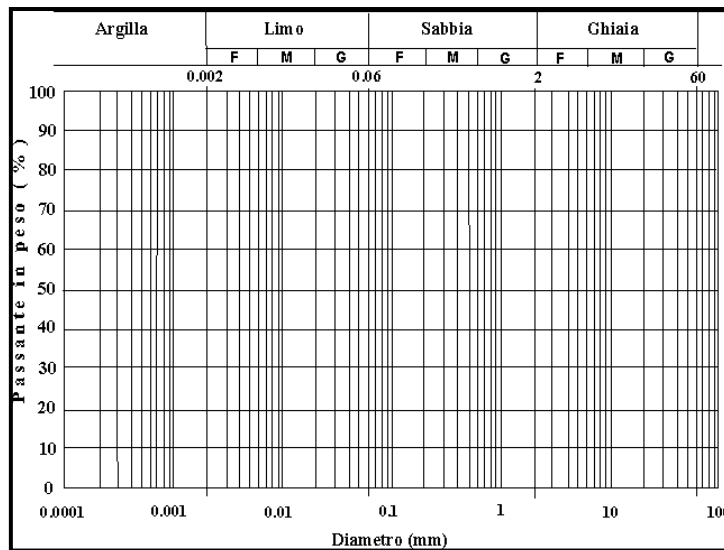 Argilla Limo Sabbia Ghiaia
F M G F M G F M G
0.002 0.06 2 60
100
90
80
70
60
50
40
30
20
10
0
Passante in peso (%)
0.0001 0.001 0.01 0.1 1 10 100
Diametro (mm)